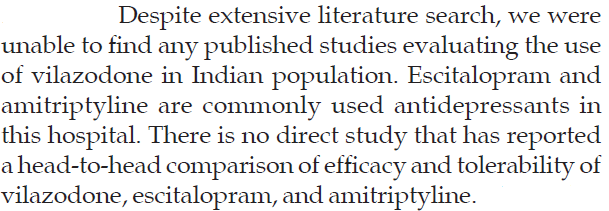 Despite extensive literature search, we were
unable to find any published studies evaluating the use
of vilazodone in Indian population. Escitalopram and
amitriptyline are commonly used antidepressants in
this hospital. There is no direct study that has reported
a head-to-head comparison of efficacy and tolerability of
vilazodone, escitalopram, and amitriptyline.